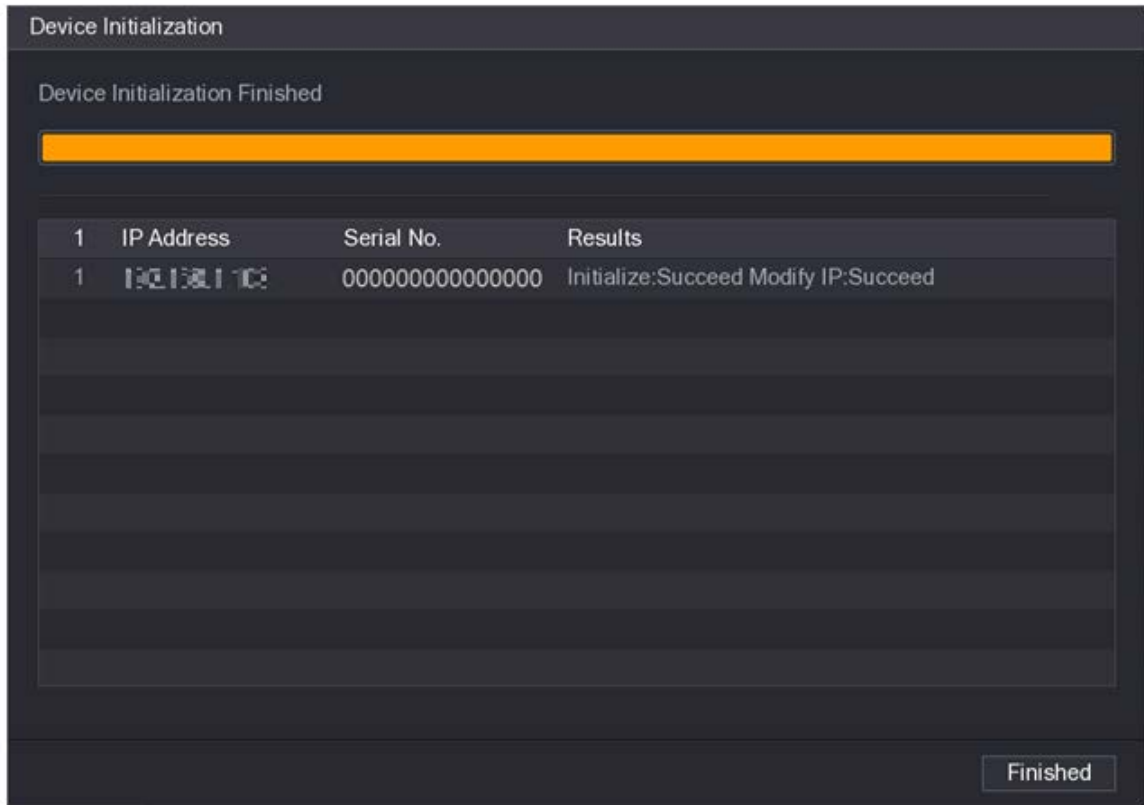 Device Initialization
Device Initialization Finished
1 IP Address Serial No. Results
1 000000000000000 Initialize:Succeed Modify IP:Succeed
Finished